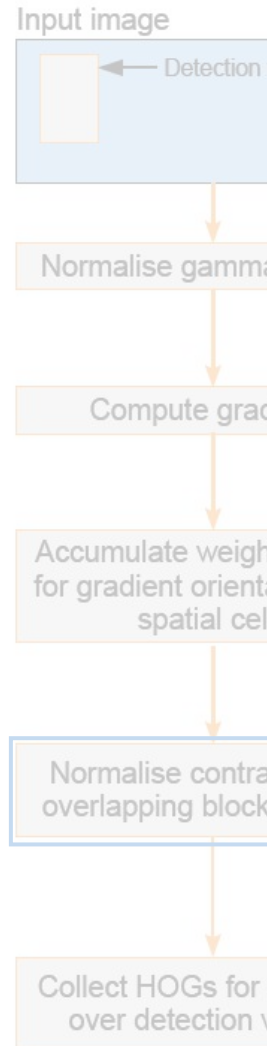 Input image
Detection
Normalise gamma
Compute grad
Accumulate weigh
for gradient orienta
spatial cel
Normalise contra
overlapping block
Collect HOGs for
over detection v